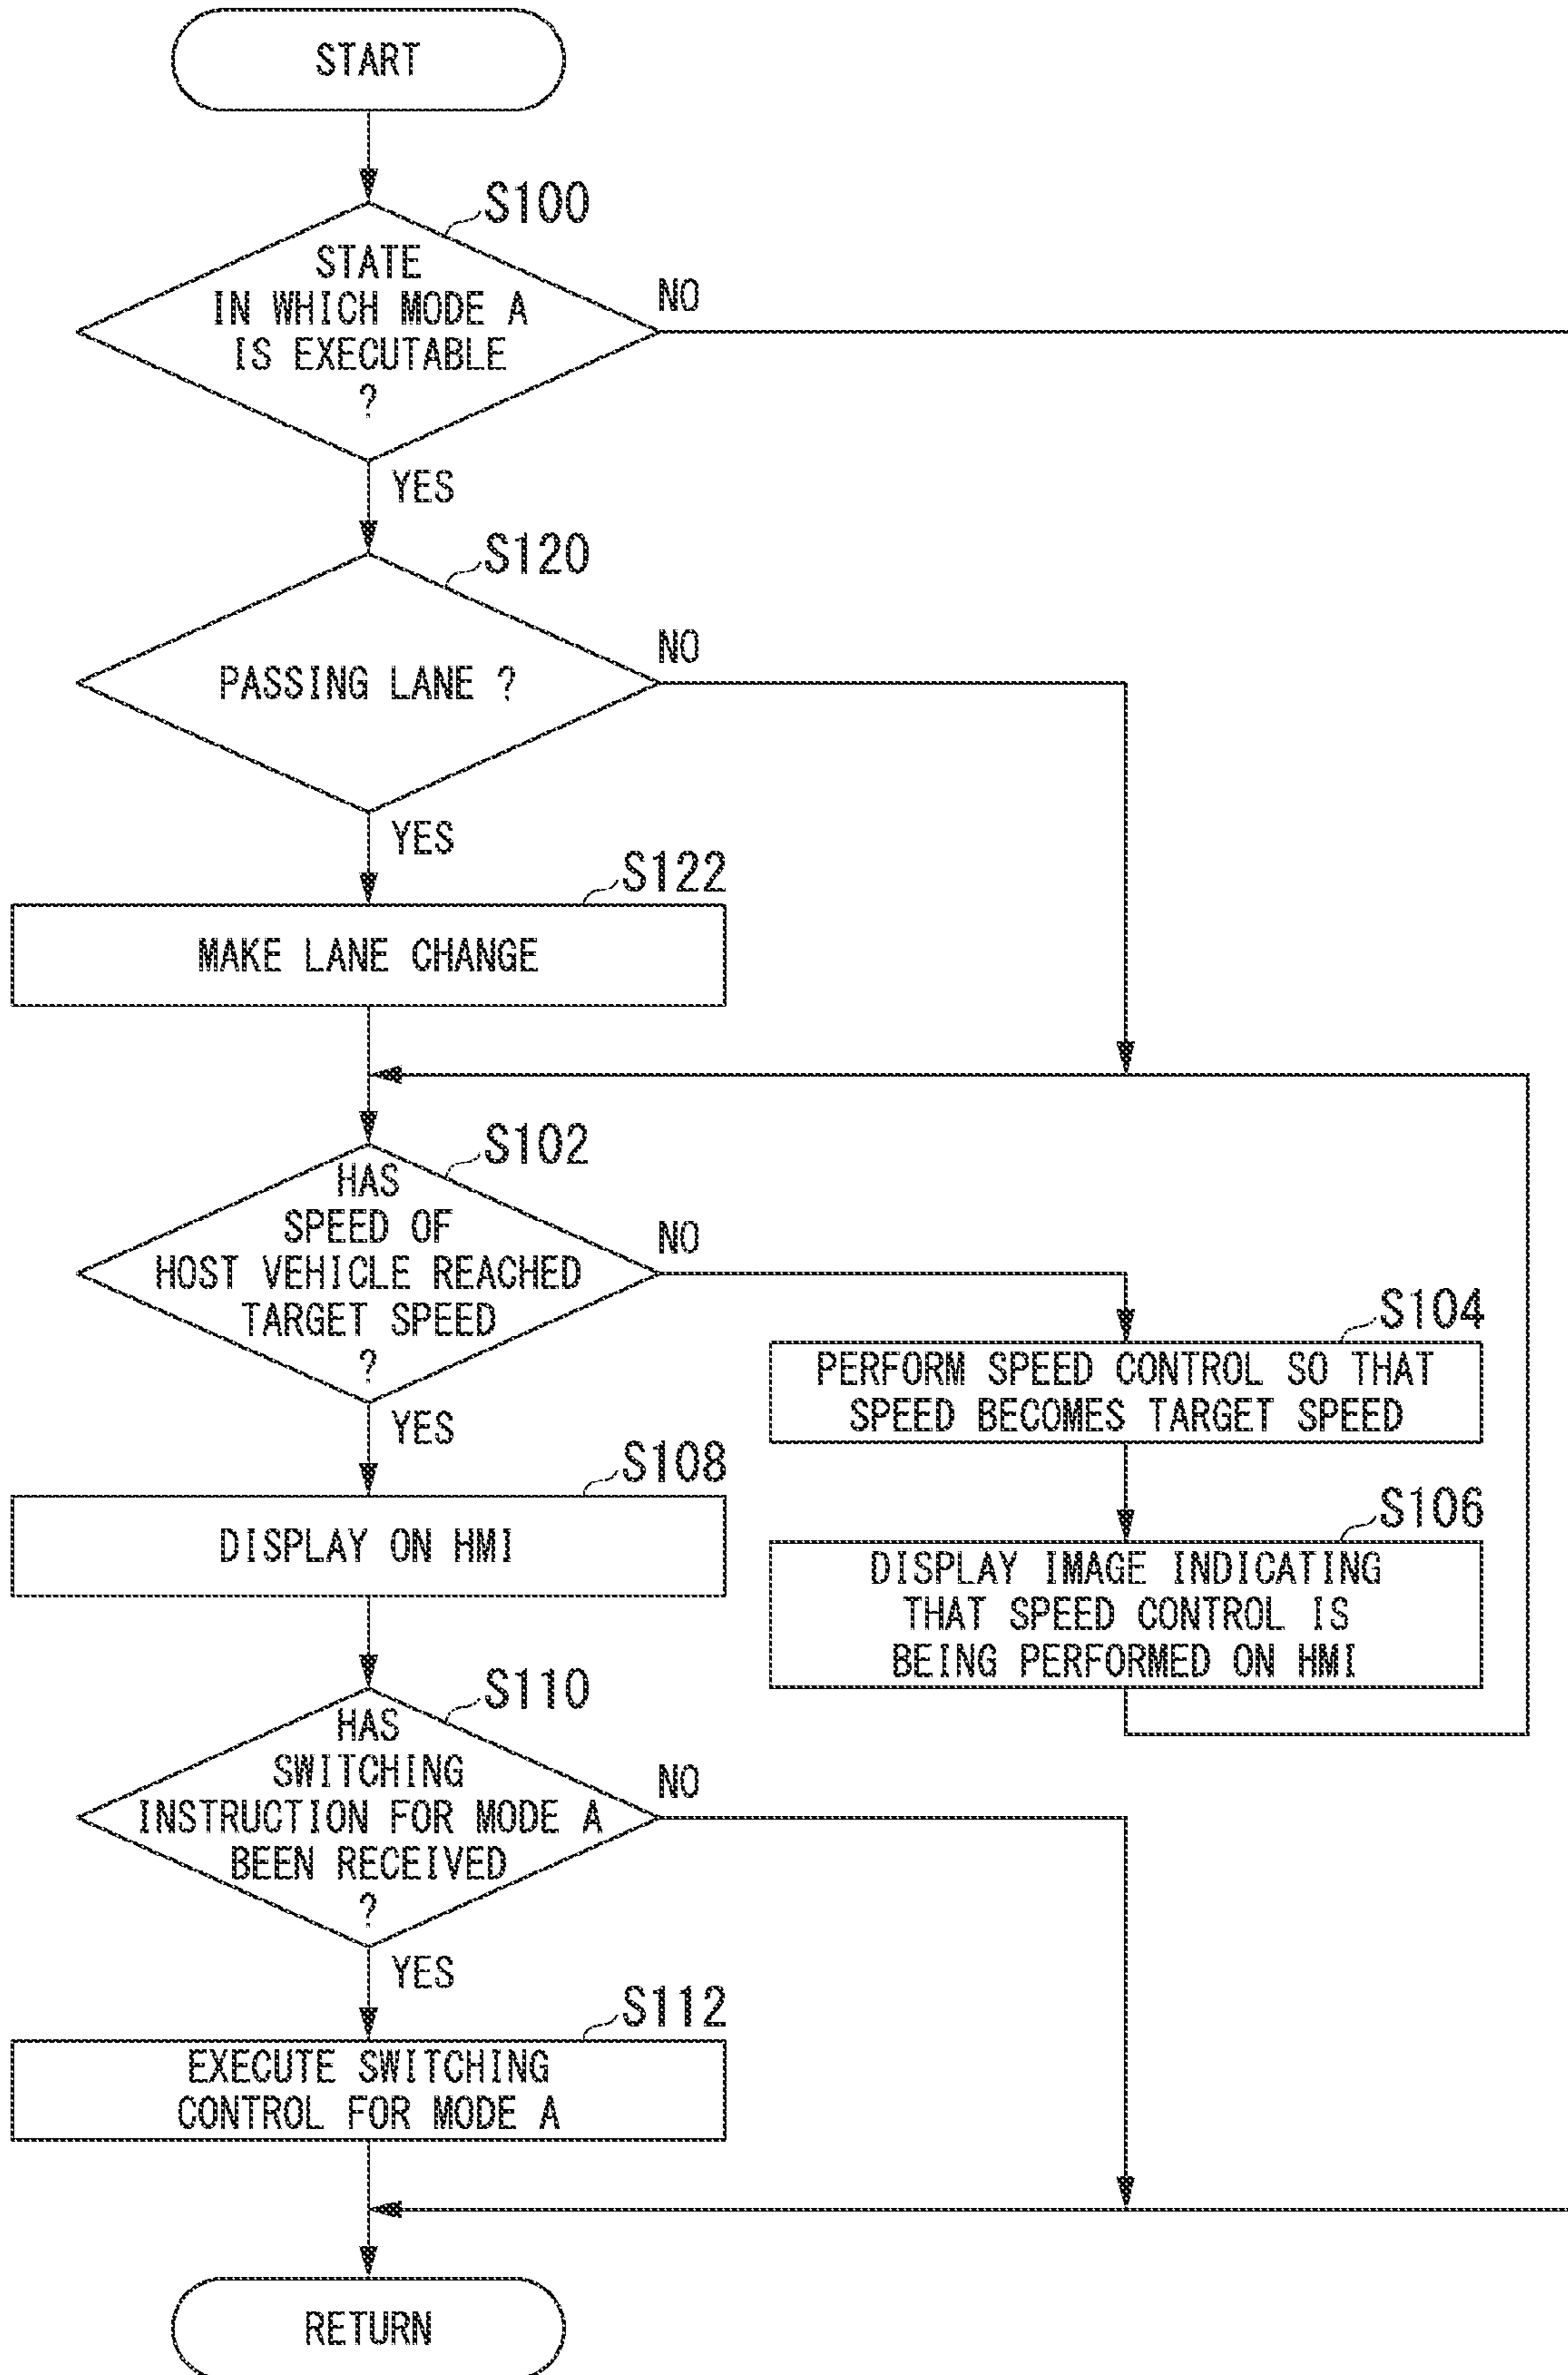 START
S100
STATE
IN WHICH MODE A
IS EXECUTABLE
?
NO
YES
S120
PASSING LANE ?
NO
YES
S122
MAKE LANE CHANGE
S102
HAS
SPEED OF
HOST VEHICLE REACHED
TARGET SPEED
?
NO
YES
S104
PERFORM SPEED CONTROL SO THAT
SPEED BECOMES TARGET SPEED
S106
DISPLAY IMAGE INDICATING
THAT SPEED CONTROL IS
BEING PERFORMED ON HMI
S108
DISPLAY ON HMI
S110
HAS
SWITCHING
INSTRUCTION FOR MODE A
BEEN RECEIVED
?
NO
YES
S112
EXECUTE SWITCHING
CONTROL FOR MODE A
RETURN